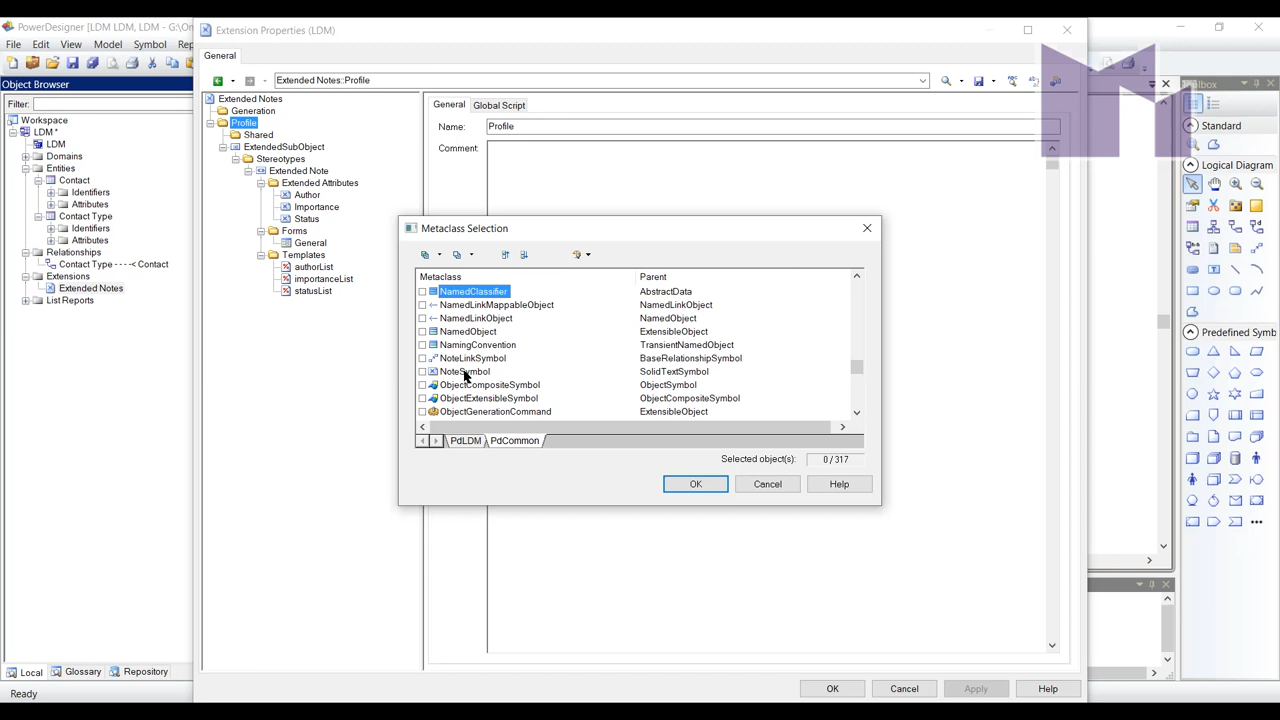 PowerDesigner [LDM LDM, LDM - G:\On
Extension Properties (LDM)
File Edit View Model Symbol Rep
General
Object Browser
Extended Notes::Profile
Toolbox
Filter:
Extended Notes
General Global Script
Workspace
Generation
Standard
LDM *
Profile
Name: Profile
LDM
Shared
Domains
ExtendedSubObject
Comment:
Entities
Stereotypes
Logical Diagram
Contact
Extended Note
Identifiers
Extended Attributes
Attributes
Author
Contact Type
Importance
Identifiers
Status
Metaclass Selection
Attributes
Forms
Relationships
General
Contact Type - - - - < Contact
Templates
Extensions
authorList
Metaclass Parent
Extended Notes
importanceList
NamedClassifier AbstractData
List Reports
statusList
NamedLinkMappableObject NamedLinkObject
NamedLinkObject NamedObject
NamedObject ExtensibleObject
Predefined Symb
NamingConvention TransientNamedObject
NoteLinkSymbol BaseRelationshipSymbol
NoteSymbol SolidTextSymbol
ObjectCompositeSymbol ObjectSymbol
ObjectExtensibleSymbol ObjectCompositeSymbol
ObjectGenerationCommand ExtensibleObject
PdLDM PdCommon
Selected object(s): 0 / 317
OK Cancel Help
Local Glossary Repository
OK Cancel Apply Help
Ready